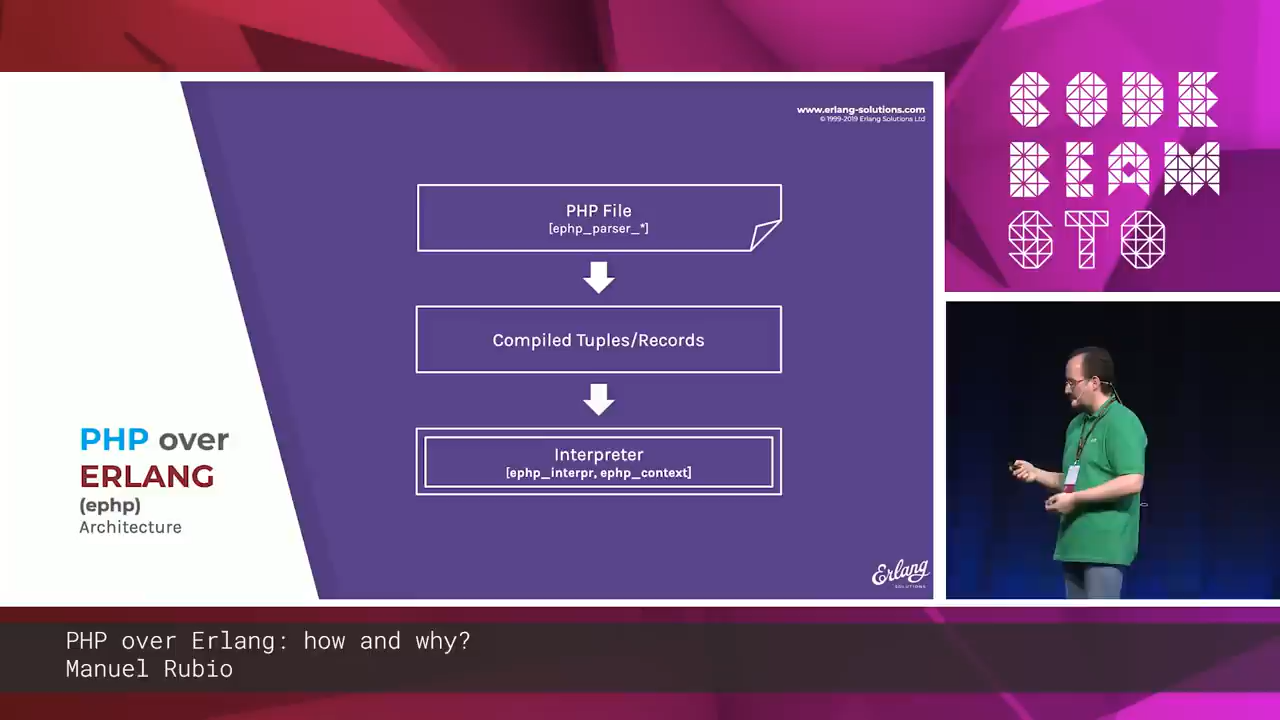 www.erlang-solutions.com
© 1999-2019 Erlang Solutions Ltd
PHP File
[ephp_parser_*]
Compiled Tuples/Records
Interpreter
[ephp_interpr, ephp_context]
PHP over
ERLANG
(ephp)
Architecture
Erlang
SOLUTIONS
CODE
BEAM
STO
PHP over Erlang: how and why?
Manuel Rubio